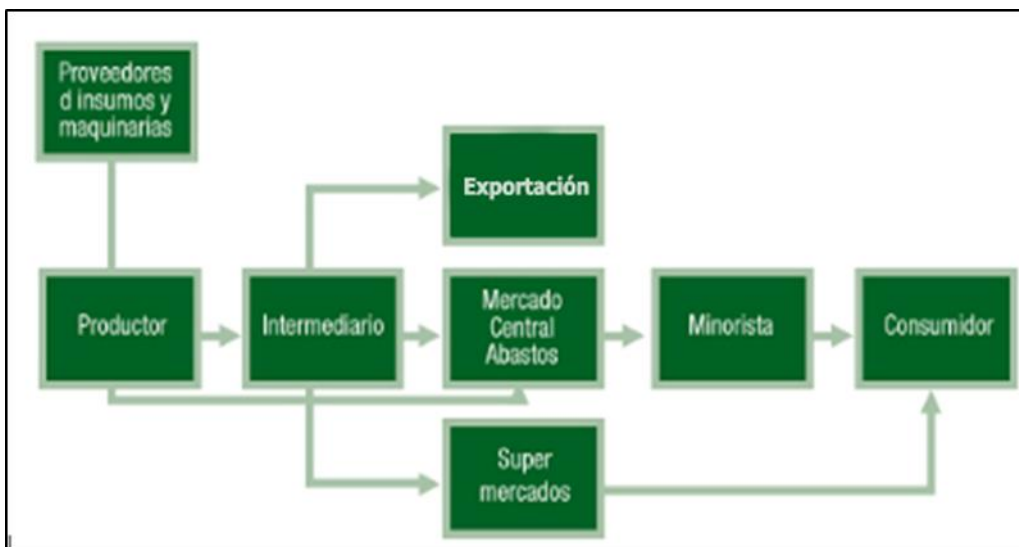 Proveedores
d insumos y
maquinarias
Exportación
Productor
Intermediario
Mercado
Central
Abastos
Minorista
Consumidor
Super
mercados